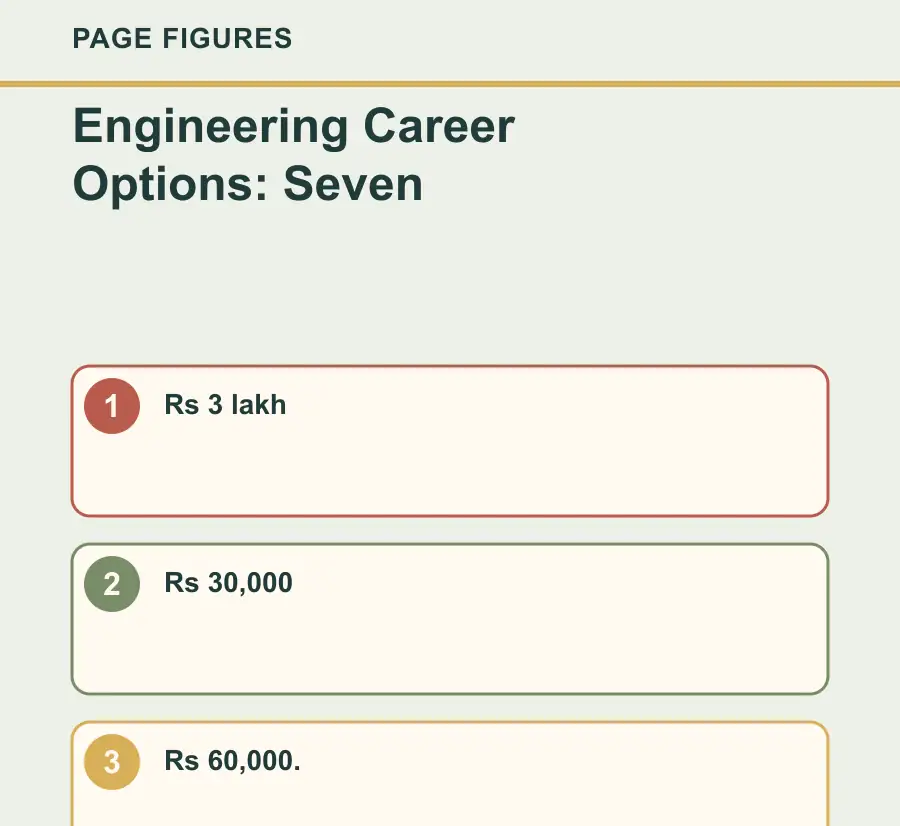 PAGE FIGURES
Engineering Career
Options: Seven
1 Rs 3 lakh
2 Rs 30,000
3 Rs 60,000.